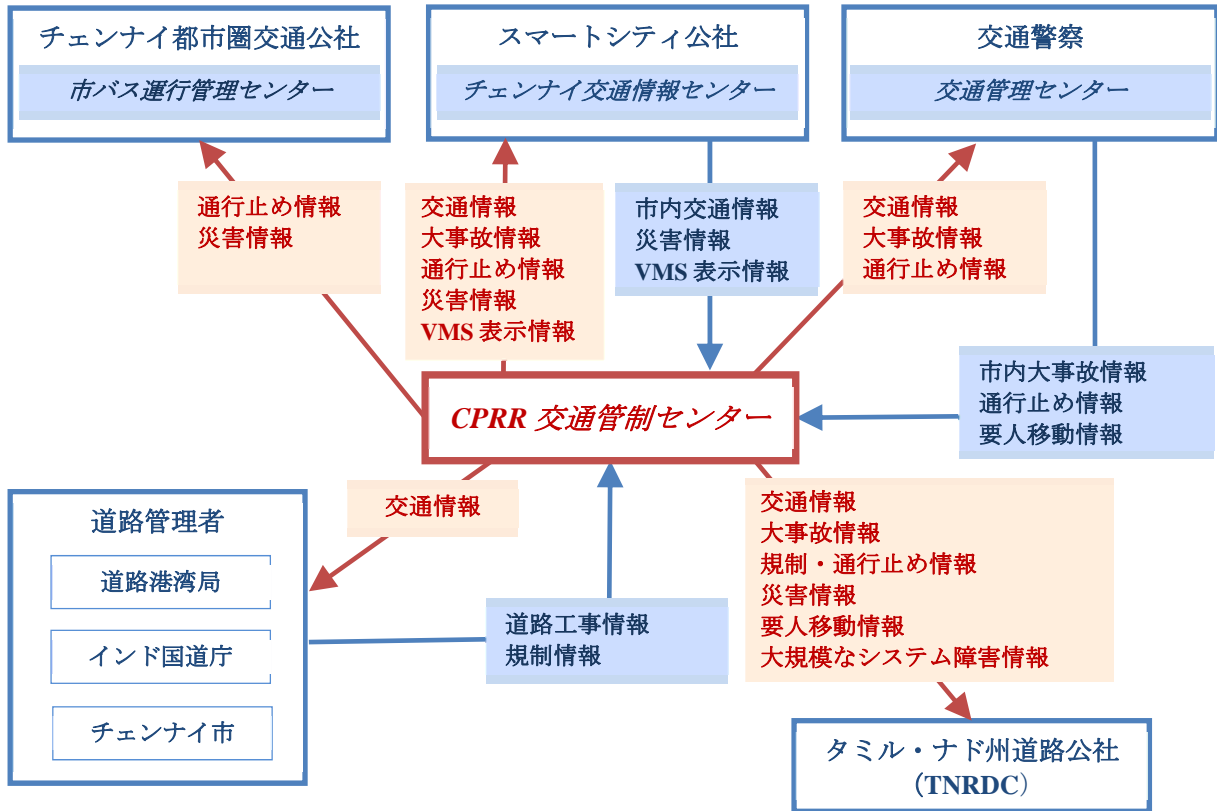 チェンナイ都市圏交通公社
市バス運行管理センター
スマートシティ公社
チェンナイ交通情報センター
交通警察
交通管理センター
通行止め情報
災害情報
交通情報
大事故情報
通行止め情報
災害情報
VMS 表示情報
市内交通情報
災害情報
VMS 表示情報
交通情報
大事故情報
通行止め情報
市内大事故情報
通行止め情報
要人移動情報
CPRR 交通管制センター
交通情報
道路管理者
道路港湾局
インド国道庁
チェンナイ市
道路工事情報
規制情報
交通情報
大事故情報
規制・通行止め情報
災害情報
要人移動情報
大規模なシステム障害情報
タミル・ナド州道路公社
（TNRDC）